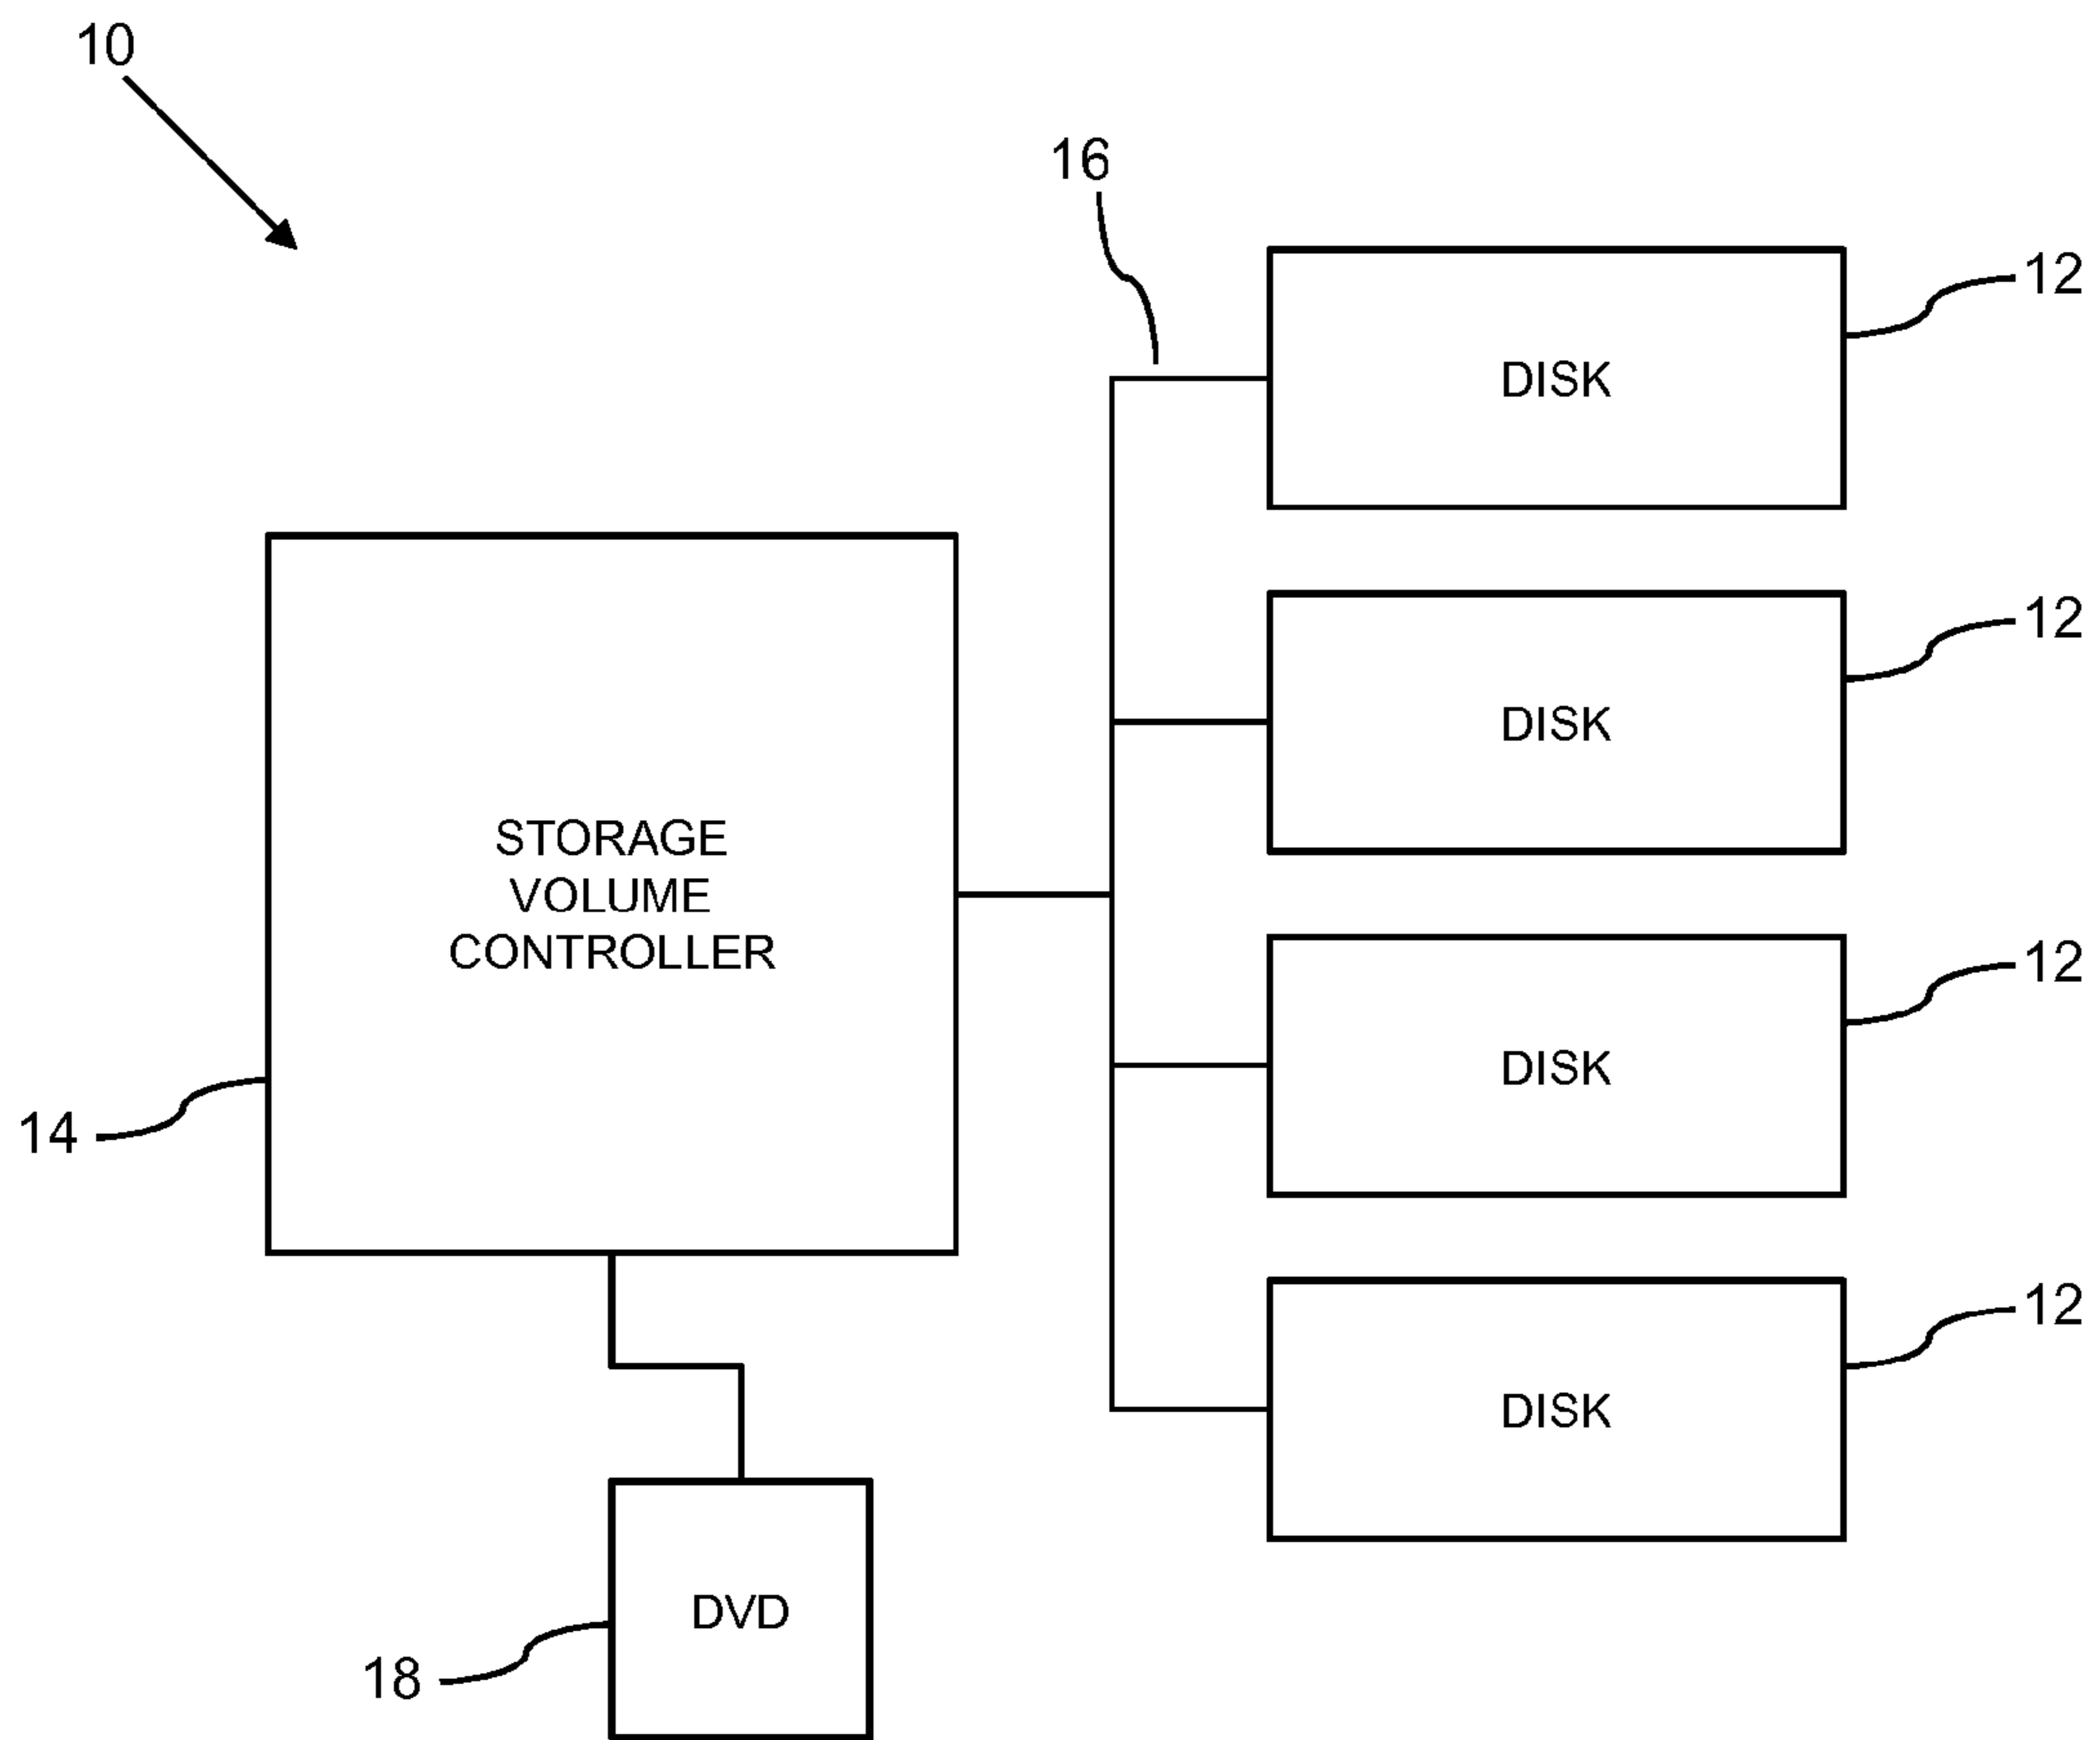 10
16
12
DISK
12
DISK
STORAGE
VOLUME
CONTROLLER
12
DISK
14
12
DISK
DVD
18